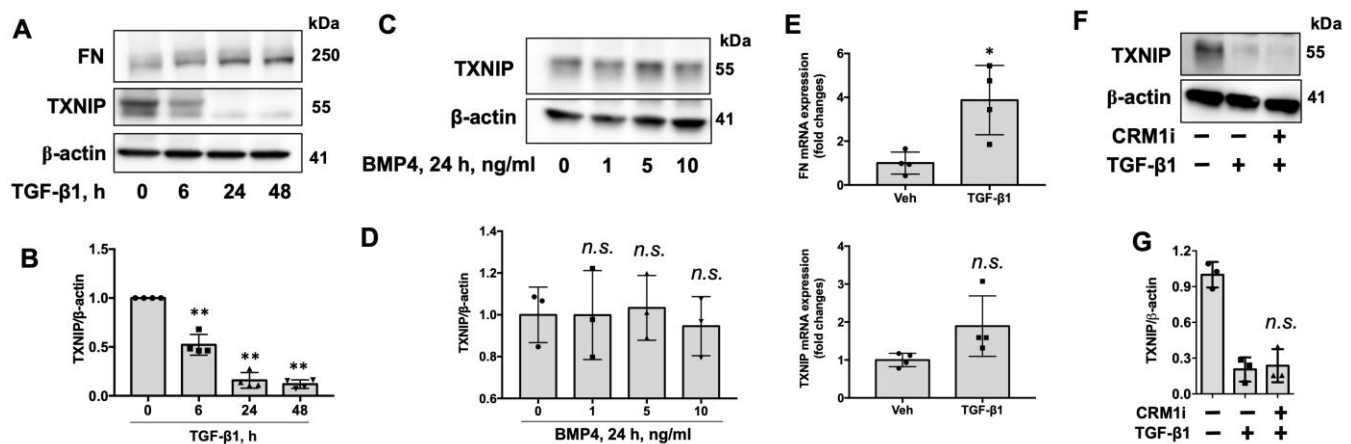 A
kDa
FN
250
TXNIP
55
β-actin
41
TGF-β1, h
0 6 24 48
B
TXNIP/β-actin
1.5
1.0
0.5
0.0
** ** **
0 6 24 48
TGF-β1, h
C
kDa
TXNIP
55
β-actin
41
BMP4, 24 h, ng/ml 0 1 5 10
D
TXNIP/β-actin
1.4
1.2
1.0
0.8
0.6
n.s. n.s. n.s.
0 1 5 10
BMP4, 24 h, ng/ml
E
FN mRNA expression
(fold changes)
8
6
4
2
0
*
Veh TGF-β1
TXNIP mRNA expression
(fold changes)
4
3
2
1
0
n.s.
Veh TGF-β1
F
kDa
TXNIP
55
β-actin
41
CRM1i − − +
TGF-β1 − + +
G
TXNIP/β-actin
1.2
0.9
0.6
0.3
0.0
n.s.
CRM1i − − +
TGF-β1 − + +